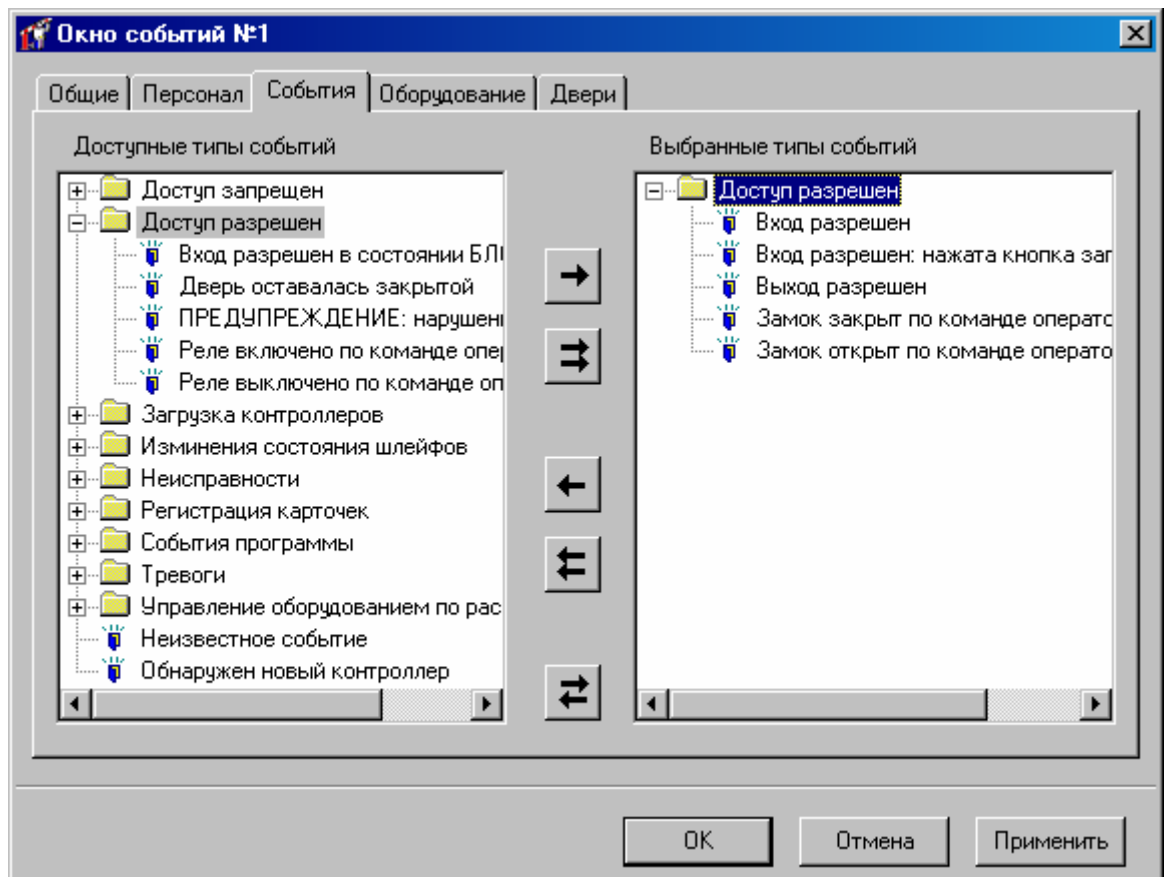 Окно событий №1
Общие Персонал События Оборудование Двери
Доступные типы событий
Доступ запрещен
Доступ разрешен
Вход разрешен в состоянии БЛ
Дверь оставалась закрытой
ПРЕДУПРЕЖДЕНИЕ: нарушен
Реле включено по команде опе
Реле выключено по команде оп
Загрузка контроллеров
Изминения состояния шлейфов
Неисправности
Регистрация карточек
События программы
Тревоги
Управление оборудованием по рас
Неизвестное событие
Обнаружен новый контроллер
Выбранные типы событий
Доступ разрешен
Вход разрешен
Вход разрешен: нажата кнопка зап
Выход разрешен
Замок закрыт по команде операто
Замок открыт по команде операто
OK Отмена Применить